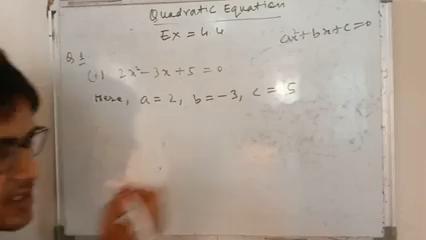 Quadratic Equation
Ex = 4.4
ax²+bx+c=0
Q.1
(i) 2x²-3x+5=0
Here, a = 2, b = -3, c = 5